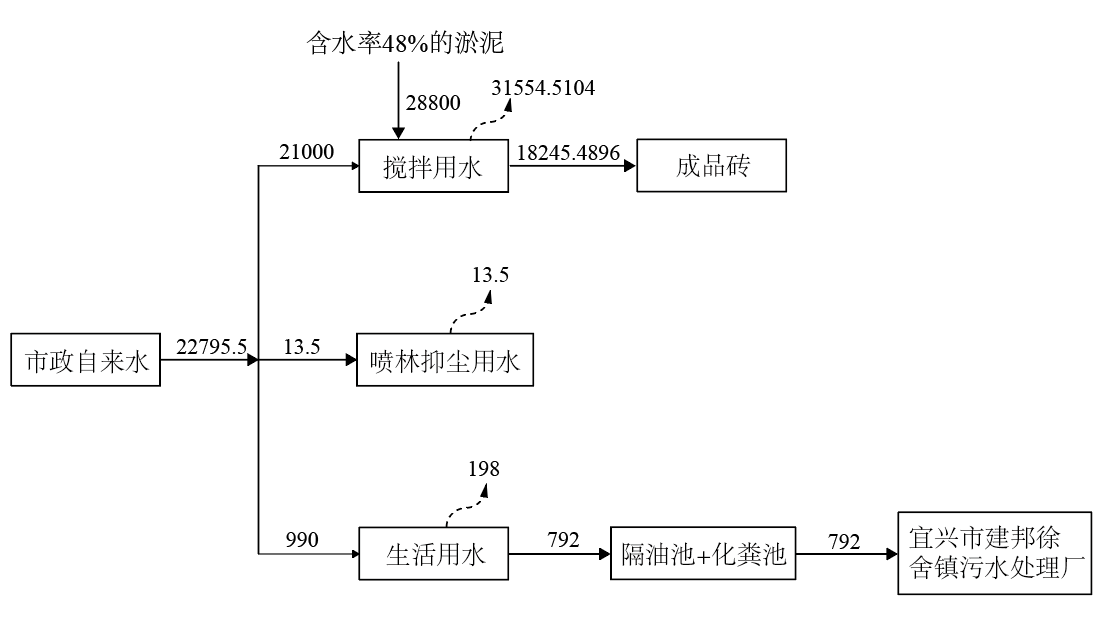 含水率48%的淤泥
31554.5104
28800
21000
搅拌用水
18245.4896
成品砖
13.5
市政自来水
22795.5
13.5
喷林抑尘用水
198
990
生活用水
792
隔油池+化粪池
792
宜兴市建邦徐
舍镇污水处理厂